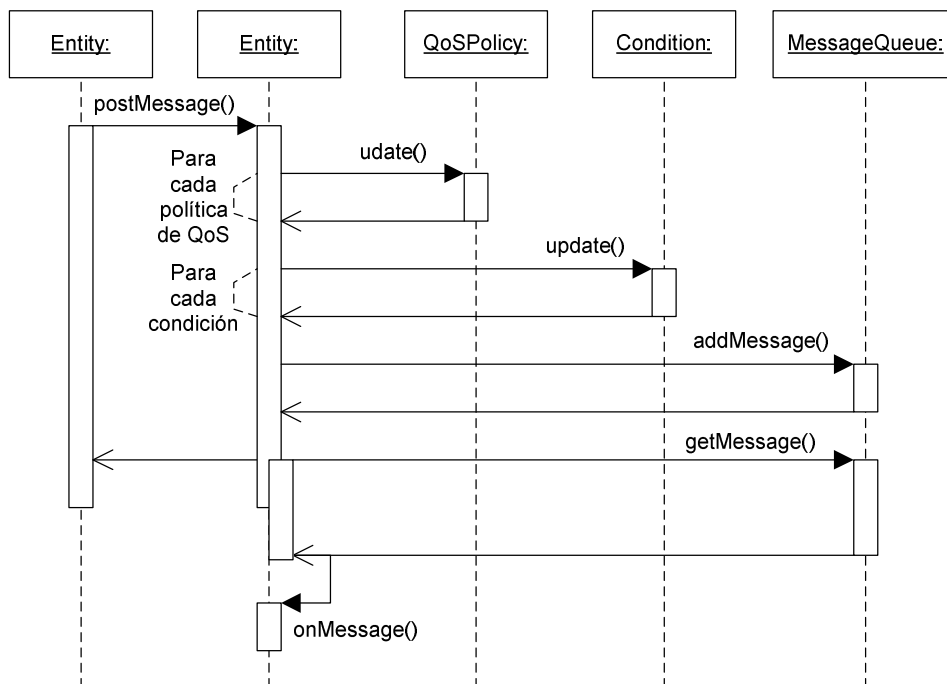 Entity:
Entity:
QoSPolicy:
Condition:
MessageQueue:
postMessage()
Para
cada
política
de QoS
udate()
Para
cada
condición
update()
addMessage()
getMessage()
onMessage()